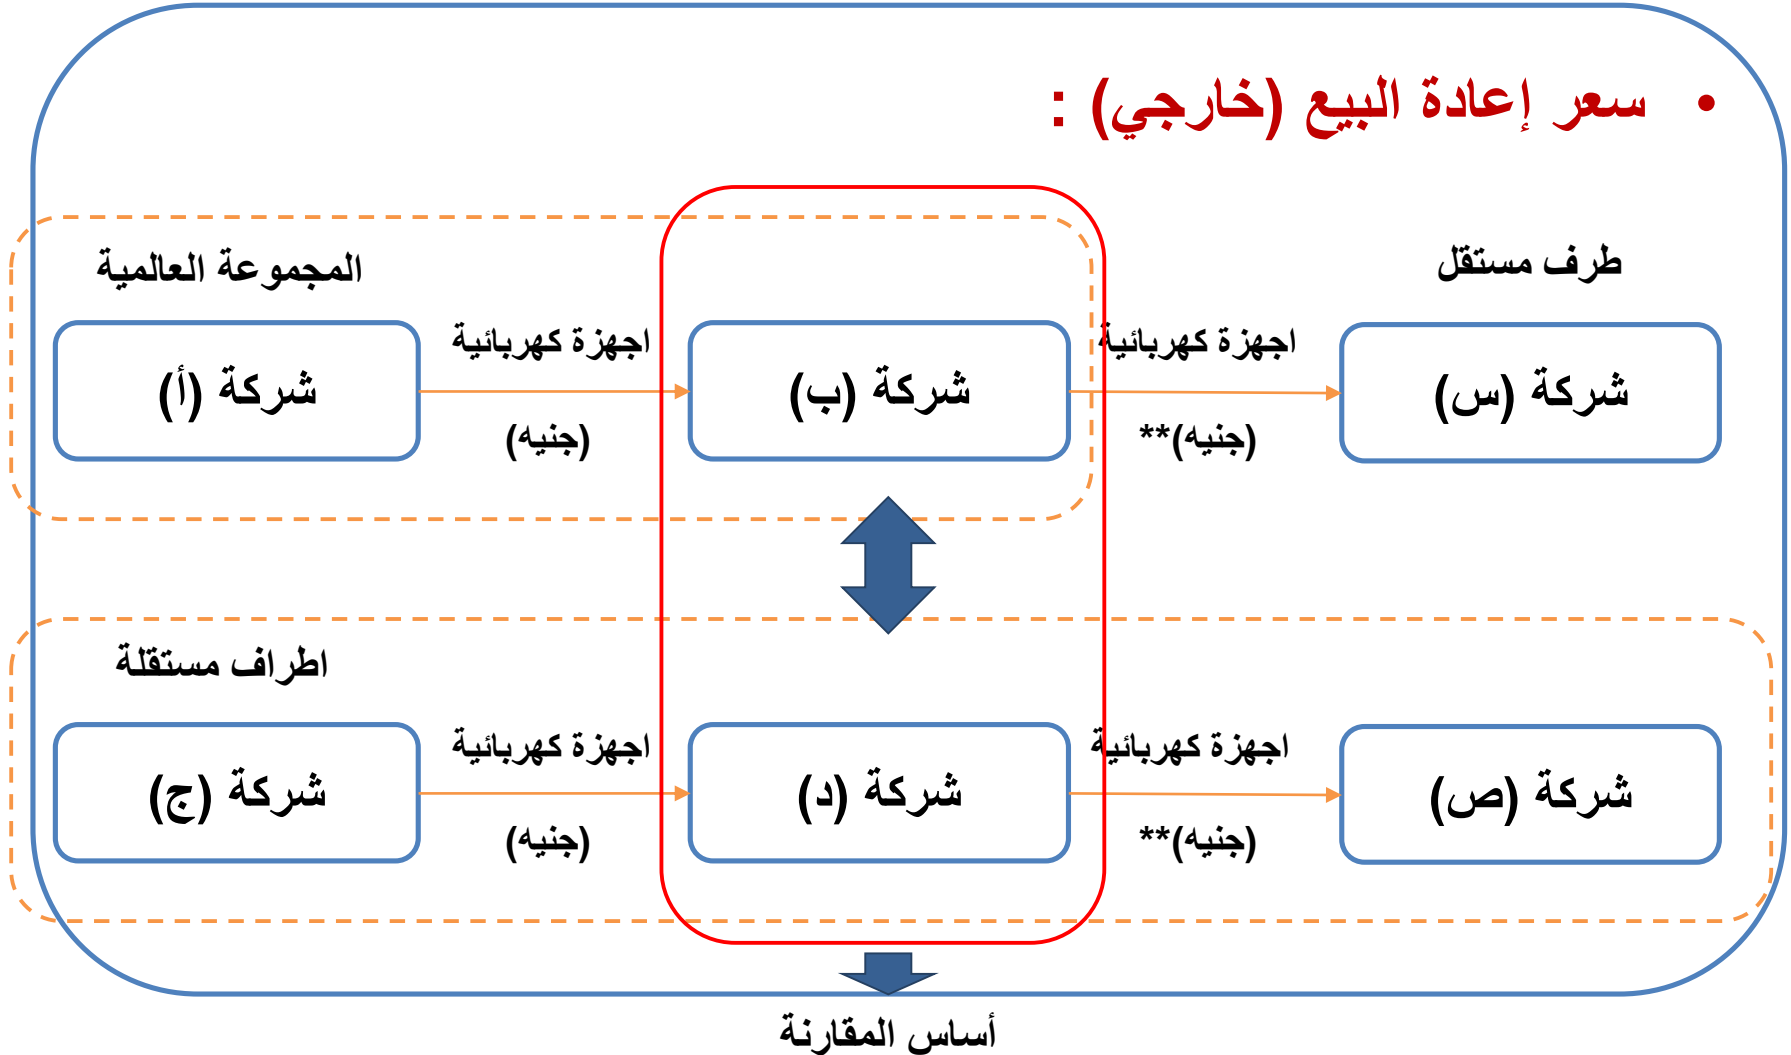 • سعر إعادة البيع (خارجي) :
المجموعة العالمية
طرف مستقل
شركة (أ)
اجهزة كهربائية
(جنيه)
شركة (ب)
اجهزة كهربائية
(جنيه)**
شركة (س)
اطراف مستقلة
شركة (ج)
اجهزة كهربائية
(جنيه)
شركة (د)
اجهزة كهربائية
(جنيه)**
شركة (ص)
أساس المقارنة